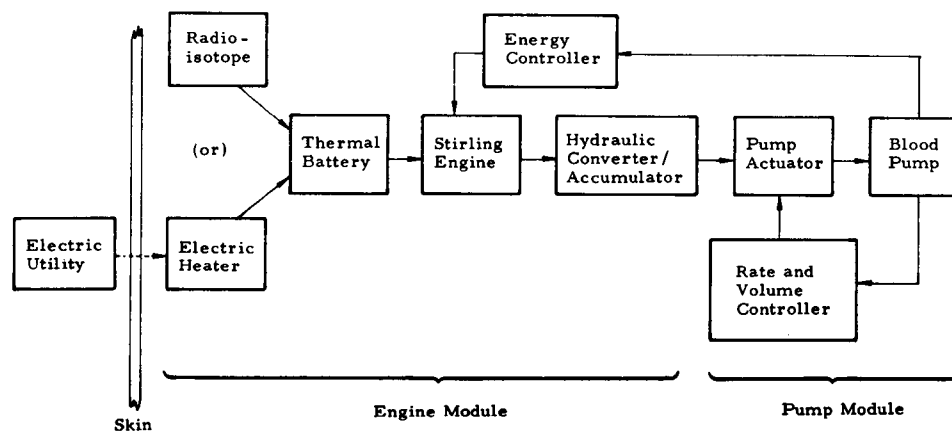 Radio-
isotope
Energy
Controller
(or)
Thermal
Battery
Stirling
Engine
Hydraulic
Converter/
Accumulator
Pump
Actuator
Blood
Pump
Electric
Utility
Electric
Heater
Rate and
Volume
Controller
Engine Module
Pump Module
Skin